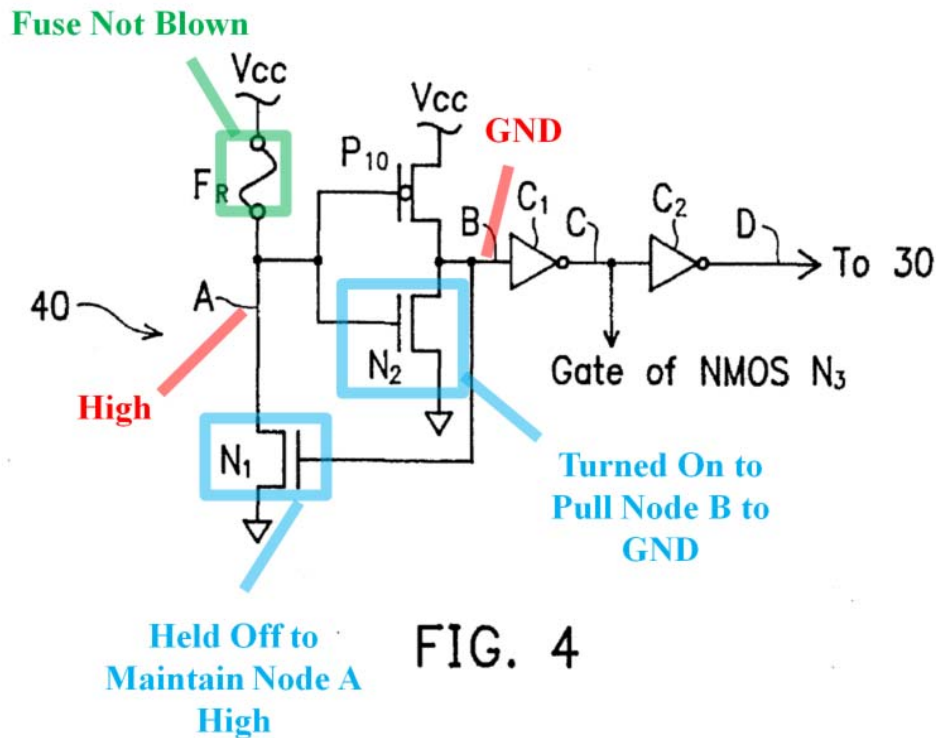 Fuse Not Blown
Vcc
Vcc
GND
P10
FR
B
C1
C
C2
D
To 30
A
40
N2
Gate of NMOS N3
High
N1
Turned On to
Pull Node B to
GND
Held Off to
Maintain Node A
High
FIG. 4